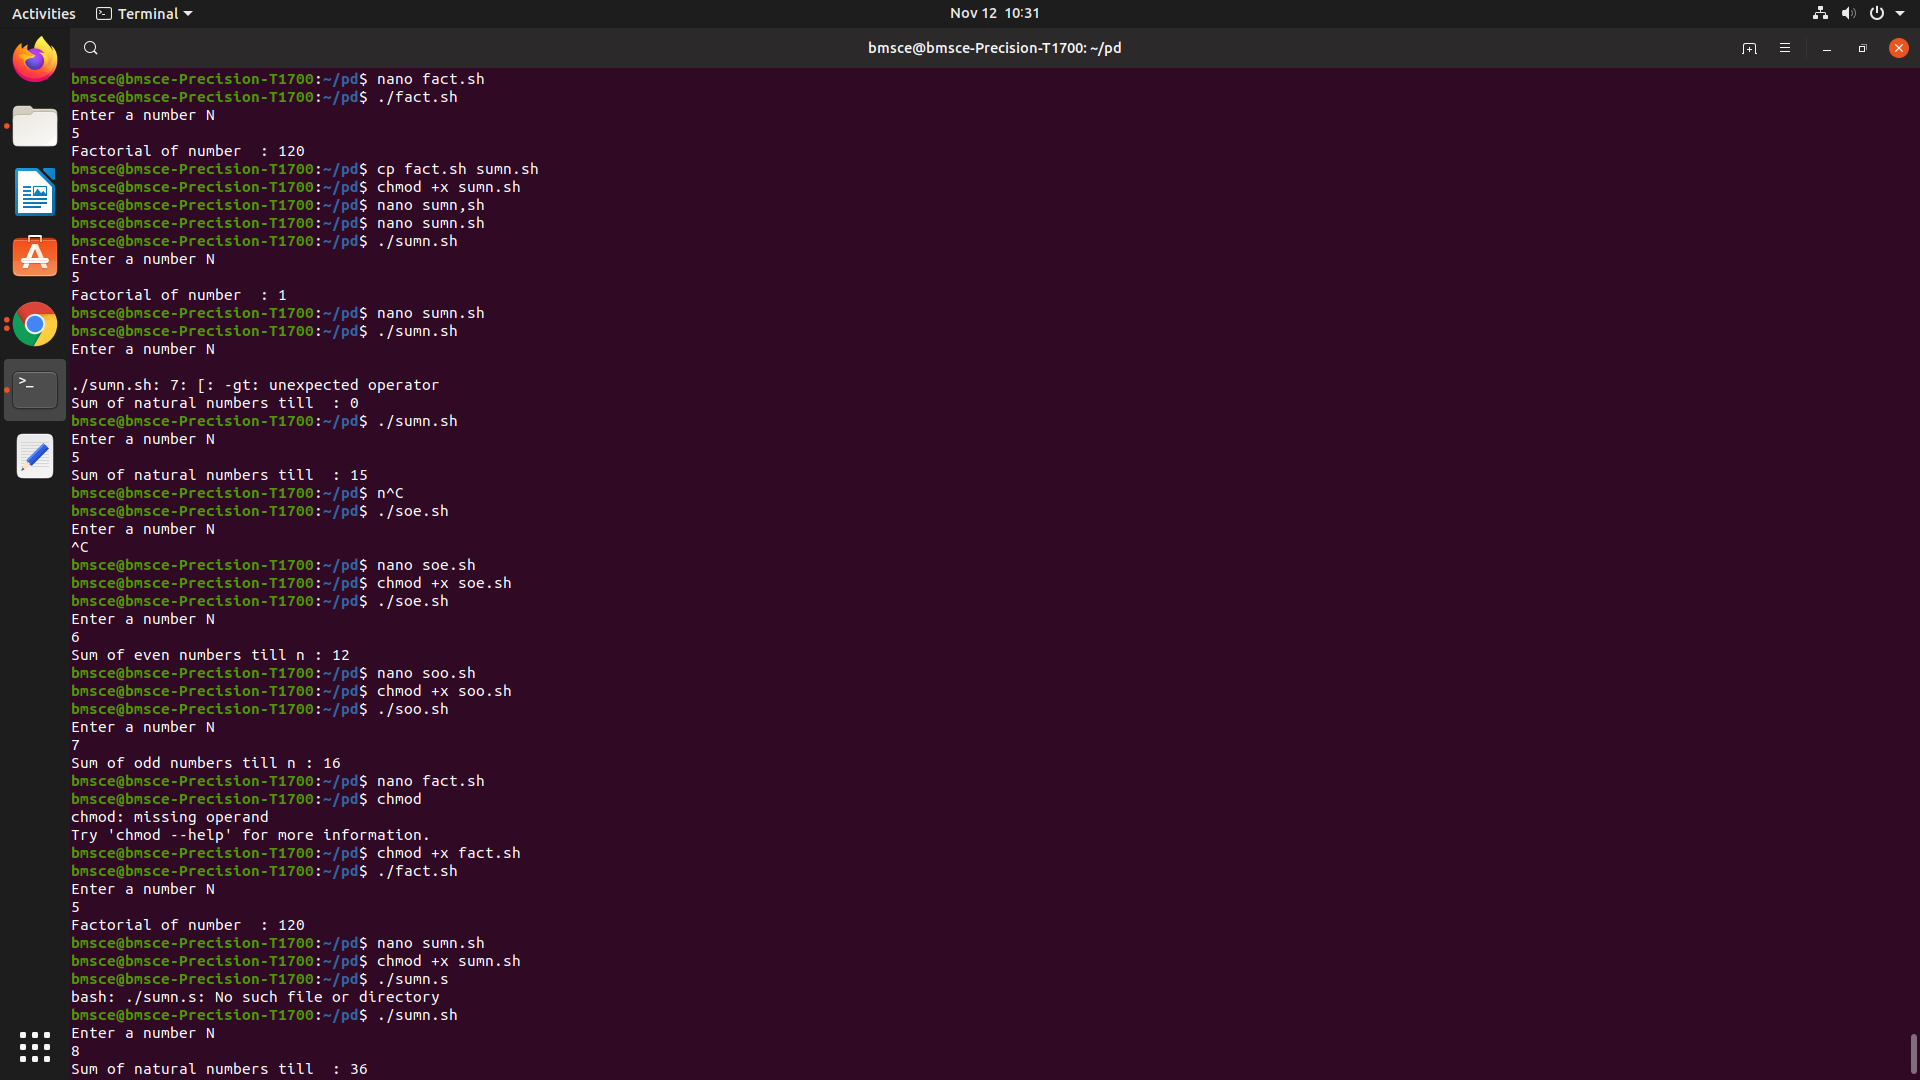 Activities
Terminal
Nov 12 10:31
bmsce@bmsce-Precision-T1700: ~/pd
bmsce@bmsce-Precision-T1700:~/pd$ nano fact.sh
bmsce@bmsce-Precision-T1700:~/pd$ ./fact.sh
Enter a number N
5
Factorial of number  : 120
bmsce@bmsce-Precision-T1700:~/pd$ cp fact.sh sumn.sh
bmsce@bmsce-Precision-T1700:~/pd$ chmod +x sumn.sh
bmsce@bmsce-Precision-T1700:~/pd$ nano sumn,sh
bmsce@bmsce-Precision-T1700:~/pd$ nano sumn.sh
bmsce@bmsce-Precision-T1700:~/pd$ ./sumn.sh
Enter a number N
5
Factorial of number  : 1
bmsce@bmsce-Precision-T1700:~/pd$ nano sumn.sh
bmsce@bmsce-Precision-T1700:~/pd$ ./sumn.sh
Enter a number N
./sumn.sh: 7: [: -gt: unexpected operator
Sum of natural numbers till  : 0
bmsce@bmsce-Precision-T1700:~/pd$ ./sumn.sh
Enter a number N
5
Sum of natural numbers till  : 15
bmsce@bmsce-Precision-T1700:~/pd$ n^C
bmsce@bmsce-Precision-T1700:~/pd$ ./soe.sh
Enter a number N
^C
bmsce@bmsce-Precision-T1700:~/pd$ nano soe.sh
bmsce@bmsce-Precision-T1700:~/pd$ chmod +x soe.sh
bmsce@bmsce-Precision-T1700:~/pd$ ./soe.sh
Enter a number N
6
Sum of even numbers till n : 12
bmsce@bmsce-Precision-T1700:~/pd$ nano soo.sh
bmsce@bmsce-Precision-T1700:~/pd$ chmod +x soo.sh
bmsce@bmsce-Precision-T1700:~/pd$ ./soo.sh
Enter a number N
7
Sum of odd numbers till n : 16
bmsce@bmsce-Precision-T1700:~/pd$ nano fact.sh
bmsce@bmsce-Precision-T1700:~/pd$ chmod
chmod: missing operand
Try 'chmod --help' for more information.
bmsce@bmsce-Precision-T1700:~/pd$ chmod +x fact.sh
bmsce@bmsce-Precision-T1700:~/pd$ ./fact.sh
Enter a number N
5
Factorial of number  : 120
bmsce@bmsce-Precision-T1700:~/pd$ nano sumn.sh
bmsce@bmsce-Precision-T1700:~/pd$ chmod +x sumn.sh
bmsce@bmsce-Precision-T1700:~/pd$ ./sumn.s
bash: ./sumn.s: No such file or directory
bmsce@bmsce-Precision-T1700:~/pd$ ./sumn.sh
Enter a number N
8
Sum of natural numbers till  : 36